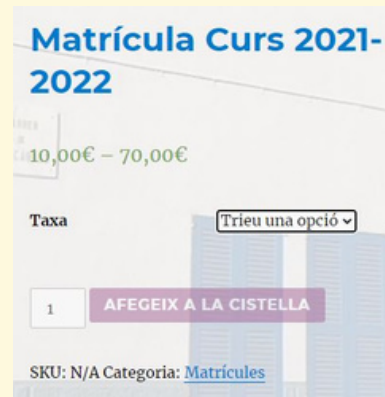 Matrícula Curs 2021-
2022
10,00€ – 70,00€
Taxa Trieu una opció
1 AFEGEIX A LA CISTELLA
SKU: N/A Categoria: Matrícules